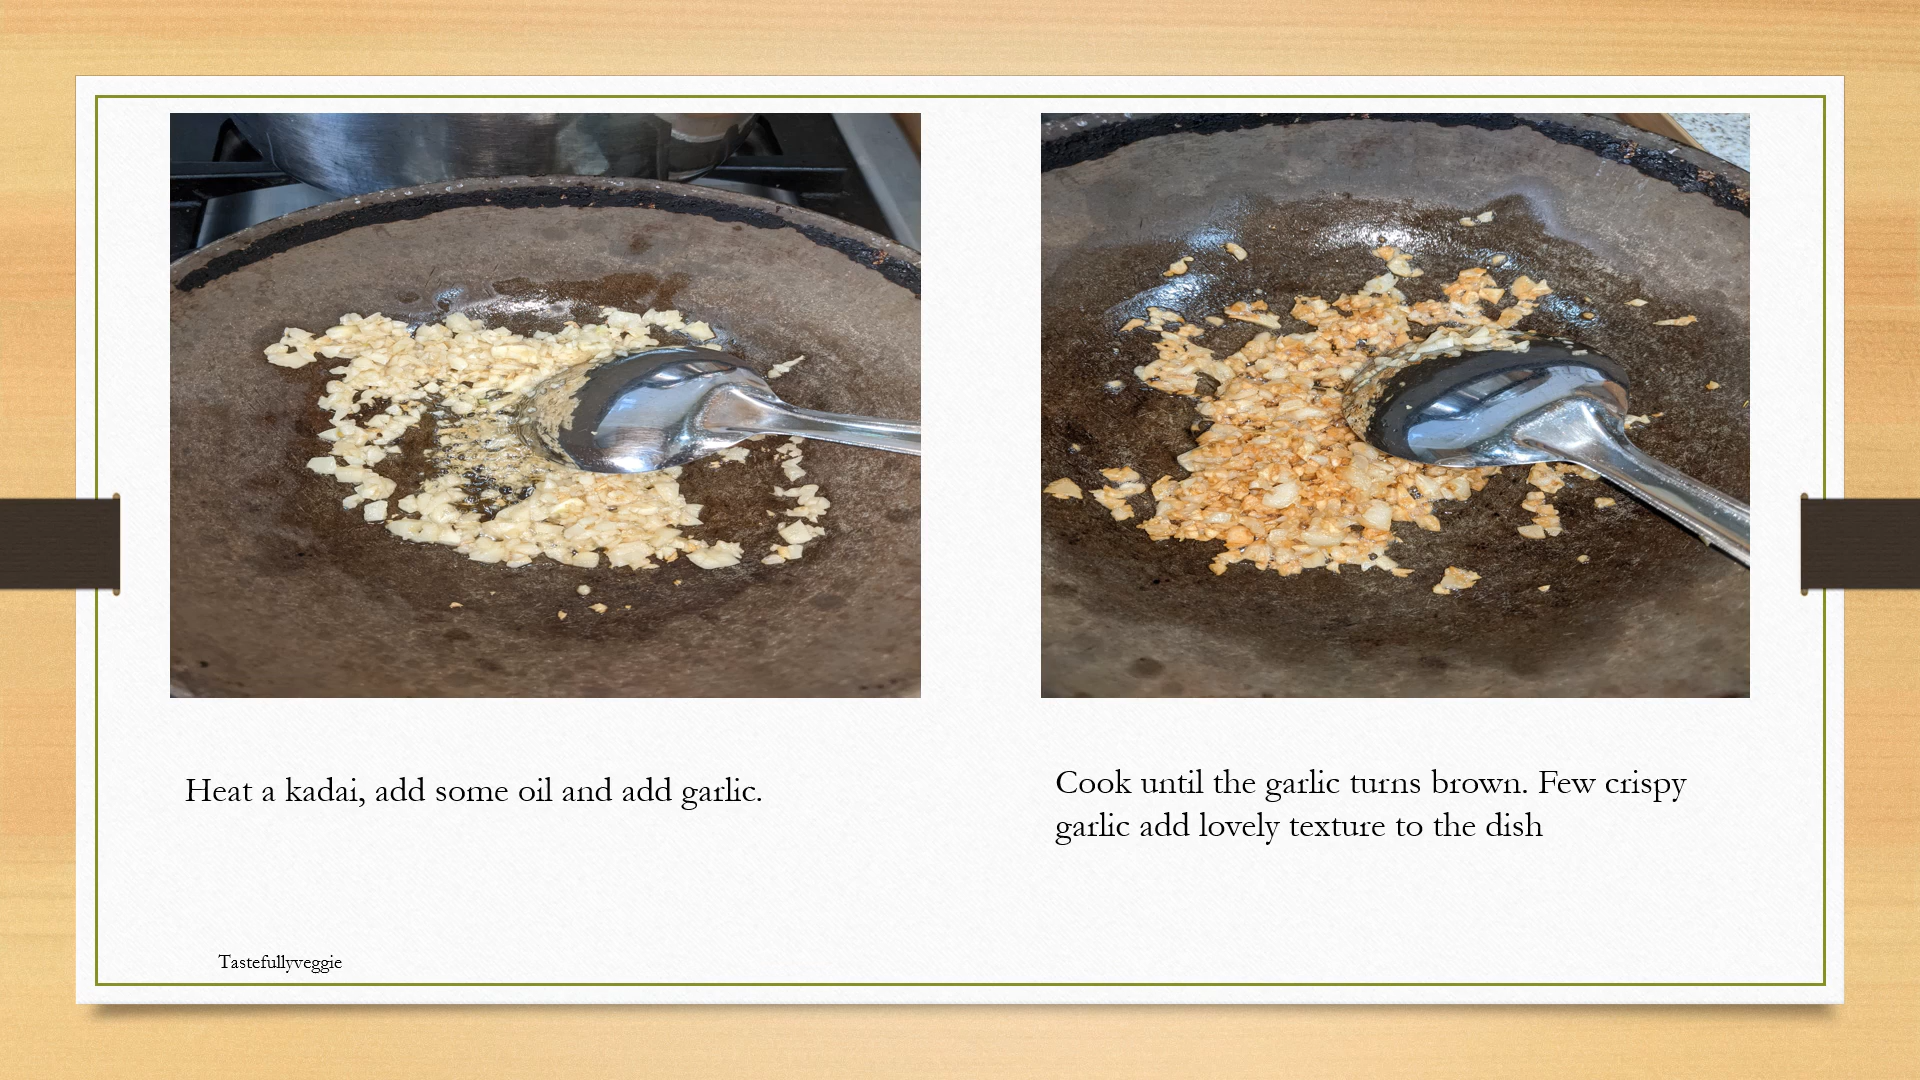 Heat a kadai, add some oil and add garlic.
Cook until the garlic turns brown. Few crispy
garlic add lovely texture to the dish
Tastefullyveggie